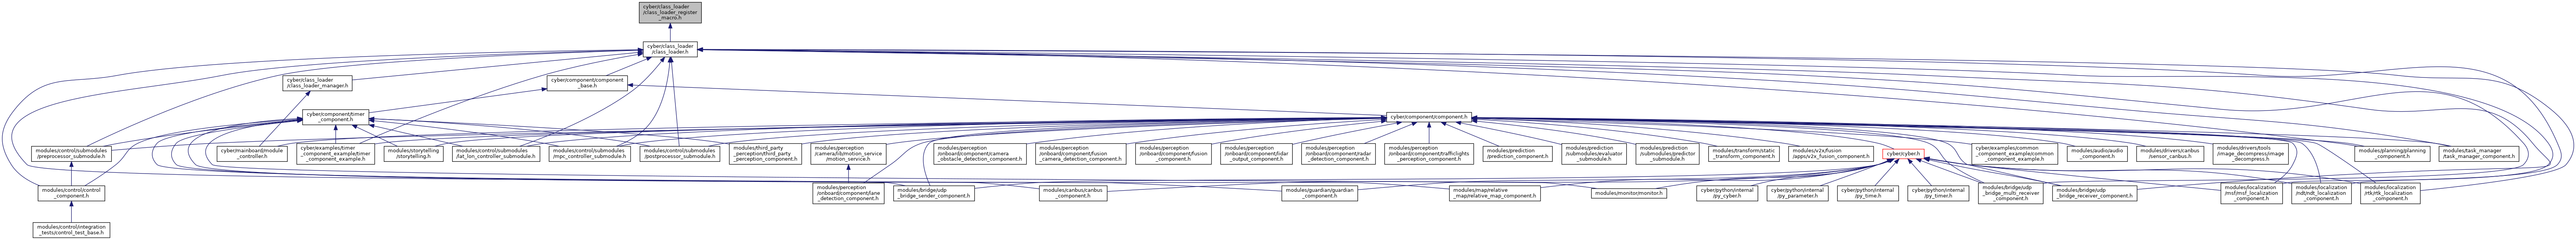 cyber/class_loader
/class_loader_register
_macro.h
cyber/class_loader
/class_loader.h
cyber/class_loader
/class_loader_manager.h
cyber/component/component
_base.h
cyber/component/timer
_component.h
cyber/component/component.h
modules/control/submodules
/preprocessor_submodule.h
cyber/mainboard/module
_controller.h
cyber/examples/timer
_component_example/timer
_component_example.h
modules/storytelling
/storytelling.h
modules/control/submodules
/lat_lon_controller_submodule.h
modules/control/submodules
/mpc_controller_submodule.h
modules/control/submodules
/postprocessor_submodule.h
modules/third_party
_perception/third_party
_perception_component.h
modules/perception
/camera/lib/motion_service
/motion_service.h
modules/perception
/onboard/component/camera
_obstacle_detection_component.h
modules/perception
/onboard/component/fusion
_camera_detection_component.h
modules/perception
/onboard/component/fusion
_component.h
modules/perception
/onboard/component/lidar
_output_component.h
modules/perception
/onboard/component/radar
_detection_component.h
modules/perception
/onboard/component/trafficlights
_perception_component.h
modules/prediction
/prediction_component.h
modules/prediction
/submodules/evaluator
_submodule.h
modules/prediction
/submodules/predictor
_submodule.h
modules/transform/static
_transform_component.h
modules/v2x/fusion
/apps/v2x_fusion_component.h
cyber/cyber.h
cyber/examples/common
_component_example/common
_component_example.h
modules/audio/audio
_component.h
modules/drivers/canbus
/sensor_canbus.h
modules/drivers/tools
/image_decompress/image
_decompress.h
modules/planning/planning
_component.h
modules/task_manager
/task_manager_component.h
modules/control/control
_component.h
modules/perception
/onboard/component/lane
_detection_component.h
modules/bridge/udp
_bridge_sender_component.h
modules/canbus/canbus
_component.h
modules/guardian/guardian
_component.h
modules/map/relative
_map/relative_map_component.h
modules/monitor/monitor.h
cyber/python/internal
/py_cyber.h
cyber/python/internal
/py_parameter.h
cyber/python/internal
/py_time.h
cyber/python/internal
/py_timer.h
modules/bridge/udp
_bridge_multi_receiver
_component.h
modules/bridge/udp
_bridge_receiver_component.h
modules/localization
/msf/msf_localization
_component.h
modules/localization
/ndt/ndt_localization
_component.h
modules/localization
/rtk/rtk_localization
_component.h
modules/control/integration
_tests/control_test_base.h